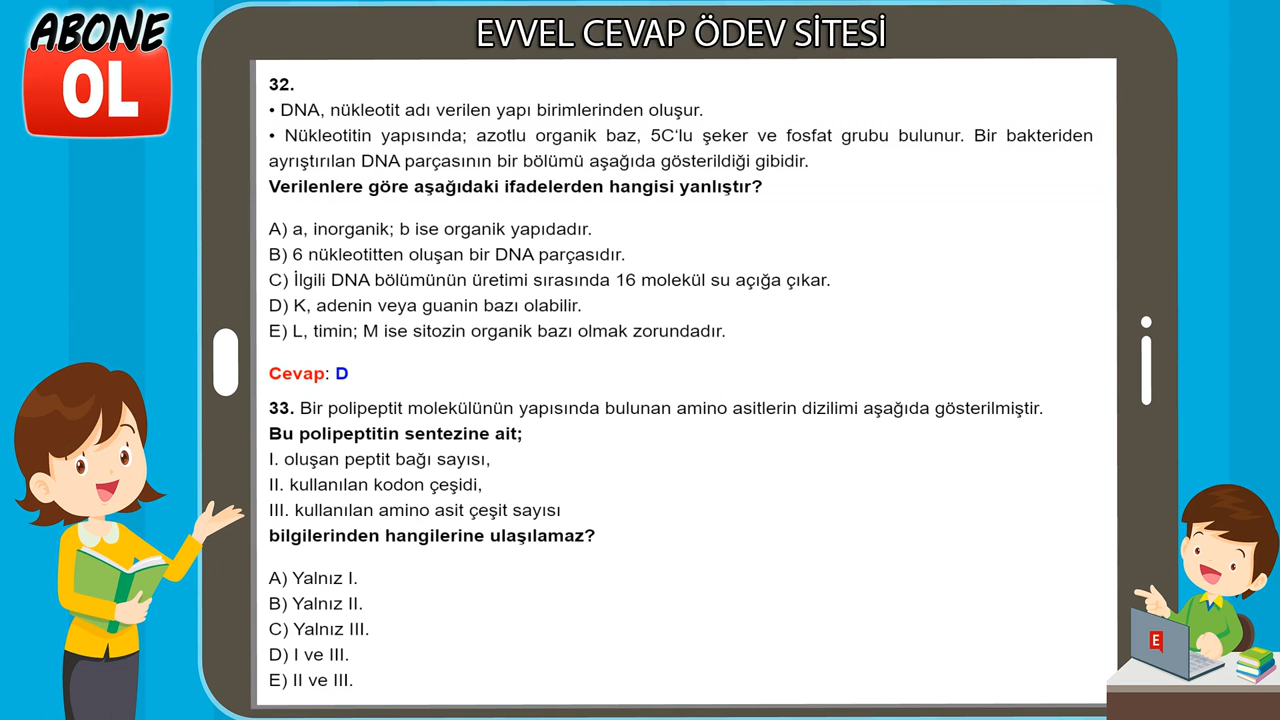 ABONE
OL
EVVEL CEVAP ÖDEV SİTESİ
32.
• DNA, nükleotit adı verilen yapı birimlerinden oluşur.
• Nükleotitin yapısında; azotlu organik baz, 5C‘lu şeker ve fosfat grubu bulunur. Bir bakteriden
ayrıştırılan DNA parçasının bir bölümü aşağıda gösterildiği gibidir.
Verilenlere göre aşağıdaki ifadelerden hangisi yanlıştır?
A) a, inorganik; b ise organik yapıdadır.
B) 6 nükleotitten oluşan bir DNA parçasıdır.
C) İlgili DNA bölümünün üretimi sırasında 16 molekül su açığa çıkar.
D) K, adenin veya guanin bazı olabilir.
E) L, timin; M ise sitozin organik bazı olmak zorundadır.
Cevap: D
33. Bir polipeptit molekülünün yapısında bulunan amino asitlerin dizilimi aşağıda gösterilmiştir.
Bu polipeptitin sentezine ait;
I. oluşan peptit bağı sayısı,
II. kullanılan kodon çeşidi,
III. kullanılan amino asit çeşit sayısı
bilgilerinden hangilerine ulaşılamaz?
A) Yalnız I.
B) Yalnız II.
C) Yalnız III.
D) I ve III.
E) II ve III.
E